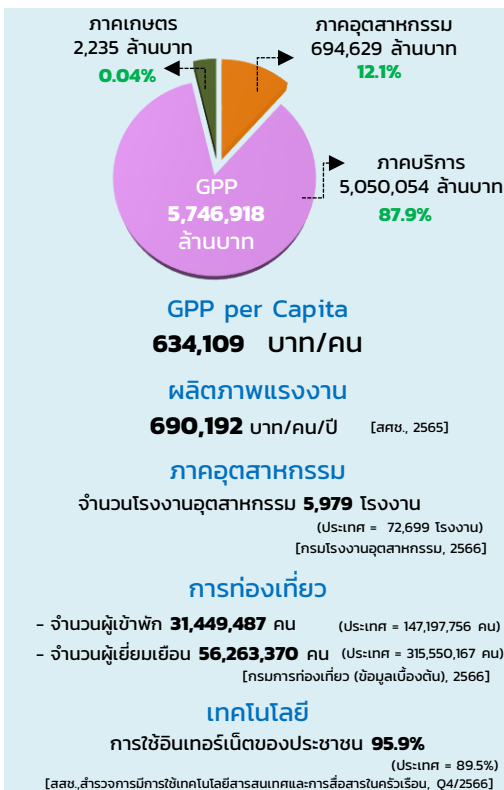 ภาคเกษตร
2,235 ล้านบาท
0.04%
ภาคอุตสาหกรรม
694,629 ล้านบาท
12.1%
ภาคบริการ
5,050,054 ล้านบาท
87.9%
GPP
5,746,918
ล้านบาท
GPP per Capita
634,109 บาท/คน
ผลิตภาพแรงงาน
690,192 บาท/คน/ปี [สศช., 2565]
ภาคอุตสาหกรรม
จำนวนโรงงานอุตสาหกรรม 5,979 โรงงาน
(ประเทศ = 72,699 โรงงาน)
[กรมโรงงานอุตสาหกรรม, 2566]
การท่องเที่ยว
- จำนวนผู้เข้าพัก 31,449,487 คน (ประเทศ = 147,197,756 คน)
- จำนวนผู้เยี่ยมเยือน 56,263,370 คน (ประเทศ = 315,550,167 คน)
[กรมการท่องเที่ยว (ข้อมูลเบื้องต้น), 2566]
เทคโนโลยี
การใช้อินเทอร์เน็ตของประชาชน 95.9%
(ประเทศ = 89.5%)
[สสช.,สำรวจการมีการใช้เทคโนโลยีสารสนเทศและการสื่อสารในครัวเรือน, Q4/2566]